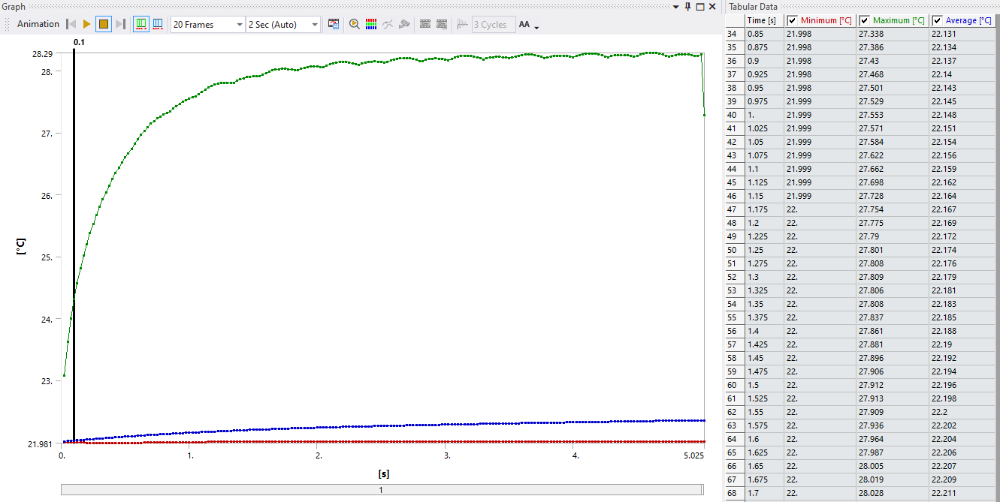 Graph
Animation
20 Frames
2 Sec (Auto)
3 Cycles
AA
0.1
28.29
28.
27.
26.
25.
24.
23.
21.981
[°C]
0.
1.
2.
3.
4.
5.025
[s]
1
Tabular Data
Time [s] Minimum [°C] Maximum [°C] Average [°C]
34 0.85 21.998 27.338 22.131
35 0.875 21.998 27.386 22.134
36 0.9 21.998 27.43 22.137
37 0.925 21.998 27.468 22.14
38 0.95 21.998 27.501 22.143
39 0.975 21.999 27.529 22.145
40 1. 21.999 27.553 22.148
41 1.025 21.999 27.571 22.151
42 1.05 21.999 27.584 22.154
43 1.075 21.999 27.622 22.156
44 1.1 21.999 27.662 22.159
45 1.125 21.999 27.698 22.162
46 1.15 21.999 27.728 22.164
47 1.175 22. 27.754 22.167
48 1.2 22. 27.775 22.169
49 1.225 22. 27.79 22.172
50 1.25 22. 27.801 22.174
51 1.275 22. 27.808 22.176
52 1.3 22. 27.809 22.179
53 1.325 22. 27.806 22.181
54 1.35 22. 27.808 22.183
55 1.375 22. 27.837 22.185
56 1.4 22. 27.861 22.188
57 1.425 22. 27.881 22.19
58 1.45 22. 27.896 22.192
59 1.475 22. 27.906 22.194
60 1.5 22. 27.912 22.196
61 1.525 22. 27.913 22.198
62 1.55 22. 27.909 22.2
63 1.575 22. 27.936 22.202
64 1.6 22. 27.964 22.204
65 1.625 22. 27.987 22.206
66 1.65 22. 28.005 22.207
67 1.675 22. 28.019 22.209
68 1.7 22. 28.028 22.211